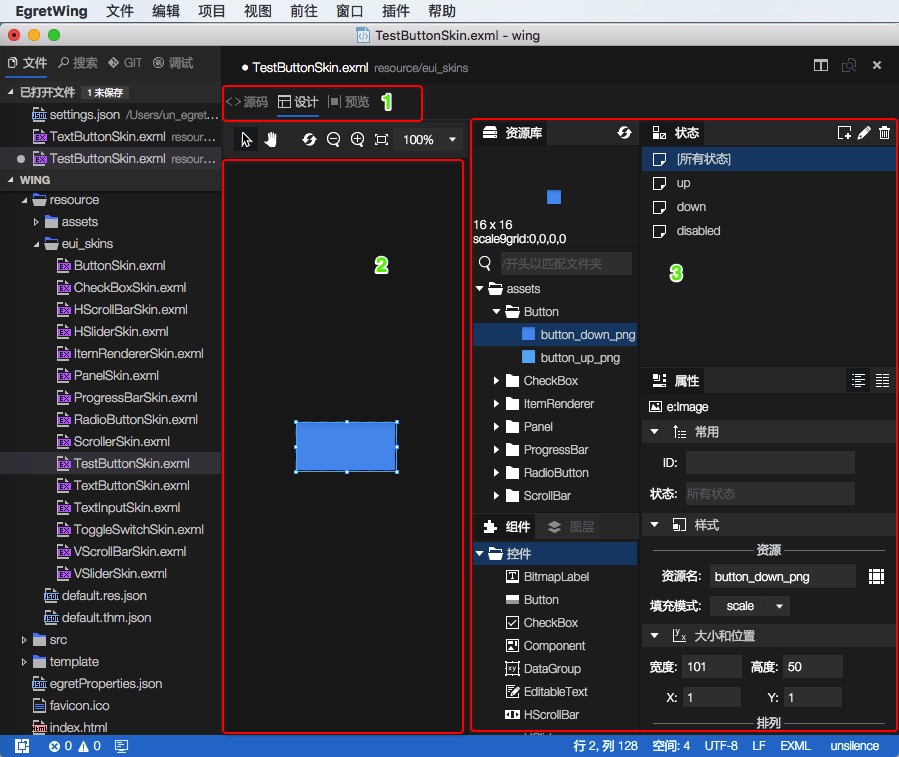 EgretWing 文件 编辑 项目 视图 前往 窗口 插件 帮助
TestButtonSkin.exml - wing
文件 搜索 GIT 调试
TestButtonSkin.exml resource/eui_skins
已打开文件 1 未保存
settings.json /Users/un_egret...
TextButtonSkin.exml resour...
TestButtonSkin.exml resour...
WING
resource
assets
eui_skins
ButtonSkin.exml
CheckBoxSkin.exml
HScrollBarSkin.exml
HSliderSkin.exml
ItemRendererSkin.exml
PanelSkin.exml
ProgressBarSkin.exml
RadioButtonSkin.exml
ScrollerSkin.exml
TestButtonSkin.exml
TextButtonSkin.exml
TextInputSkin.exml
ToggleSwitchSkin.exml
VScrollBarSkin.exml
VSliderSkin.exml
default.res.json
default.thm.json
src
template
egretProperties.json
favicon.ico
index.html
源码 设计 预览 1
100%
2
资源库
16 x 16
scale9grid:0,0,0,0
/开头以匹配文件夹
assets
Button
button_down_png
button_up_png
CheckBox
ItemRenderer
Panel
ProgressBar
RadioButton
ScrollBar
组件 图层
控件
BitmapLabel
Button
CheckBox
Component
DataGroup
EditableText
HScrollBar
状态
[所有状态]
up
down
disabled
3
属性
e:Image
常用
ID:
状态: 所有状态
样式
资源
资源名: button_down_png
填充模式: scale
大小和位置
宽度: 101 高度: 50
X: 1 Y: 1
排列
0 0 行 2, 列 128 空间: 4 UTF-8 LF EXML unsilence